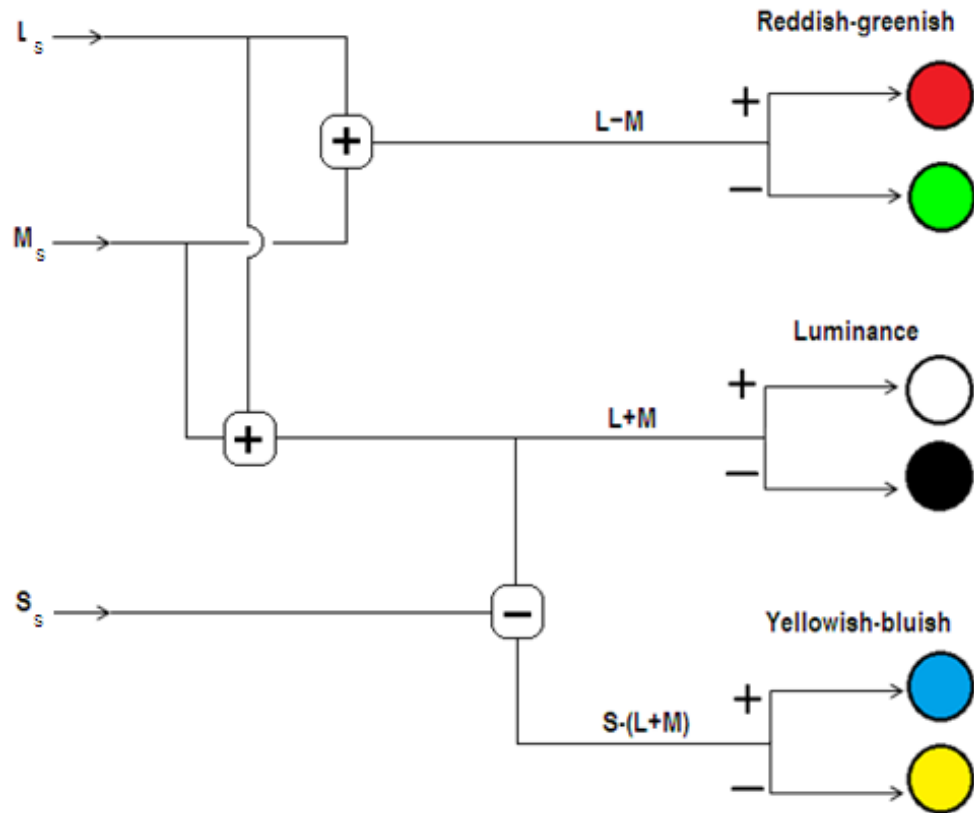 Reddish-greenish
L s
+
L−M
+
−
M s
Luminance
+
L+M
+
−
S s
−
Yellowish-bluish
S-(L+M)
+
−